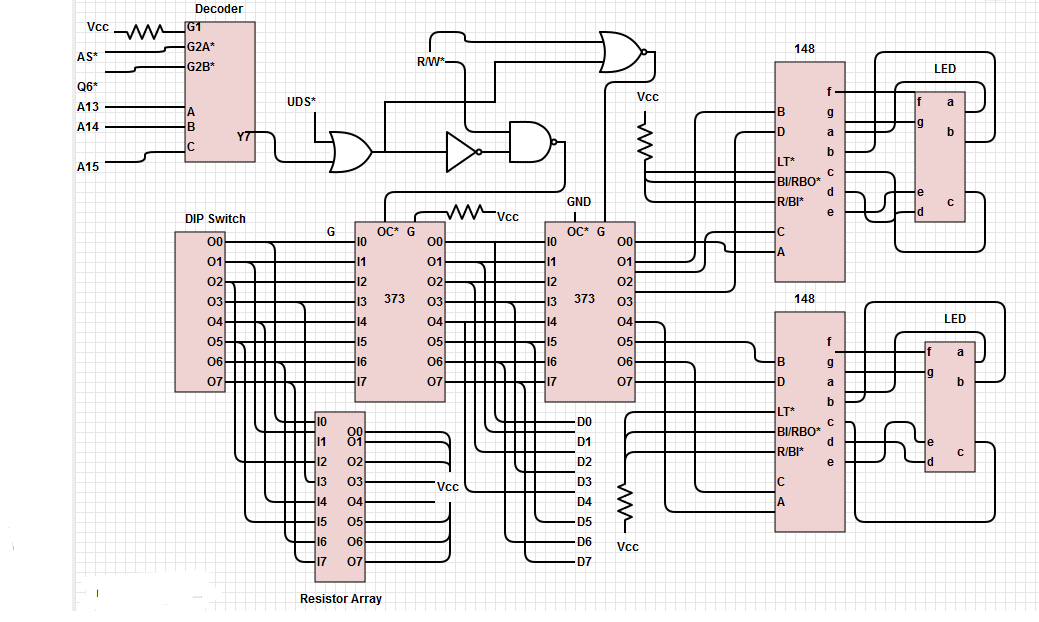 Decoder
Vcc G1
AS* G2A*
G2B*
Q6*
A13 A
A14 B
A15 C
Y7
UDS*
R/W*
Vcc
148
LED
f
g
a
b
c
d
e
B
D
LT*
BI/RBO*
R/BI*
C
A
f a
g b
e c
d
DIP Switch
O0
O1
O2
O3
O4
O5
O6
O7
G
OC* G
Vcc
I0 O0
I1 O1
I2 O2
I3 373 O3
I4 O4
I5 O5
I6 O6
I7 O7
GND
OC* G
I0 O0
I1 O1
I2 O2
I3 373 O3
I4 O4
I5 O5
I6 O6
I7 O7
148
LED
f
g
a
b
c
d
e
B
D
LT*
BI/RBO*
R/BI*
C
A
f a
g b
e c
d
I0 O0
I1 O1
I2 O2
I3 O3
I4 O4
I5 O5
I6 O6
I7 O7
Vcc
Resistor Array
D0
D1
D2
D3
D4
D5
D6
D7
Vcc